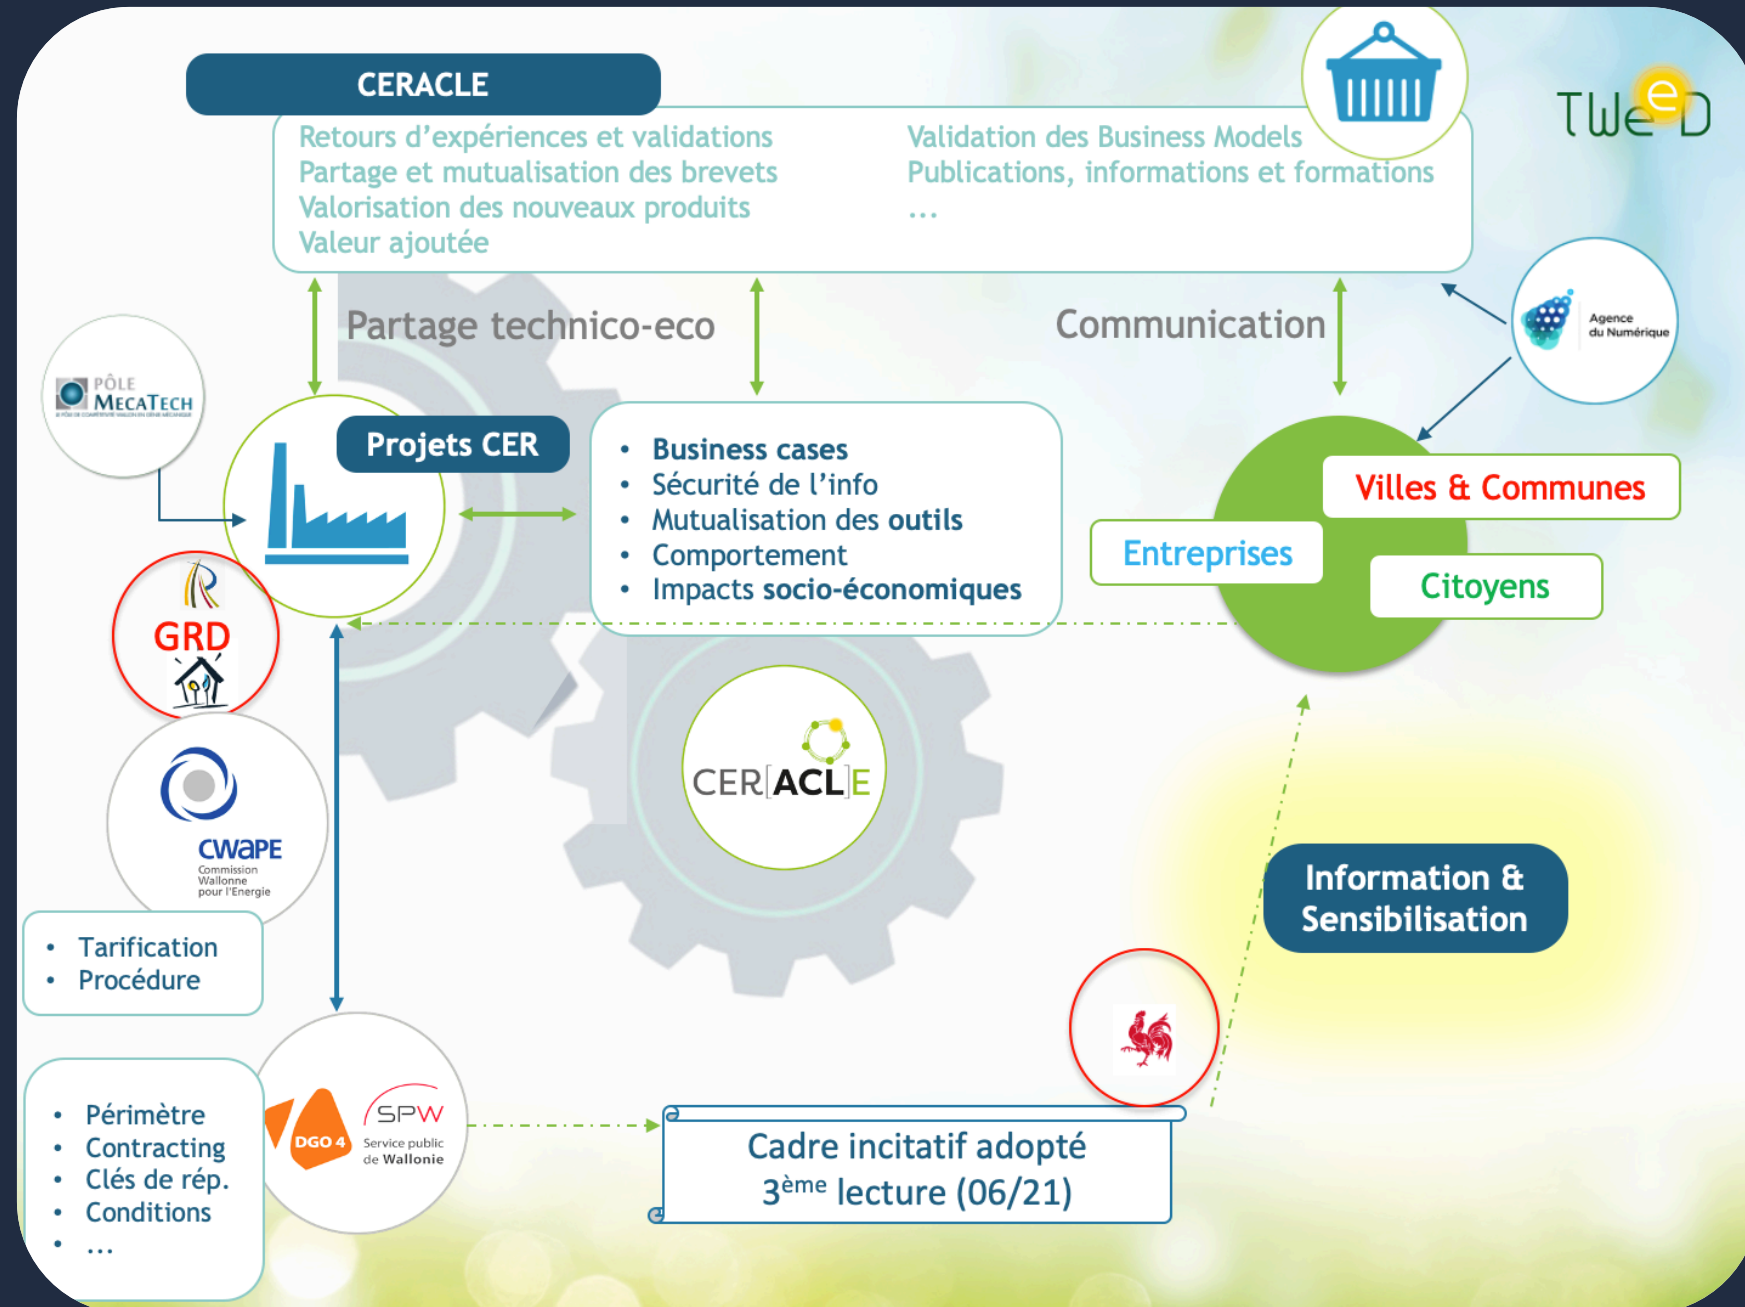 CERACLE
TWeeD
Retours d’expériences et validations
Partage et mutualisation des brevets
Valorisation des nouveaux produits
Valeur ajoutée
Validation des Business Models
Publications, informations et formations
...
Partage technico-eco
Communication
Agence
du Numérique
PÔLE
MECATECH
Projets CER
• Business cases
• Sécurité de l’info
• Mutualisation des outils
• Comportement
• Impacts socio-économiques
Villes & Communes
Entreprises
Citoyens
GRD
CER[ACL]E
CWaPE
Commission
Wallonne
pour l'Energie
• Tarification
• Procédure
Information &
Sensibilisation
• Périmètre
• Contracting
• Clés de rép.
• Conditions
• ...
DGO 4
SPW
Service public
de Wallonie
Cadre incitatif adopté
3ème lecture (06/21)